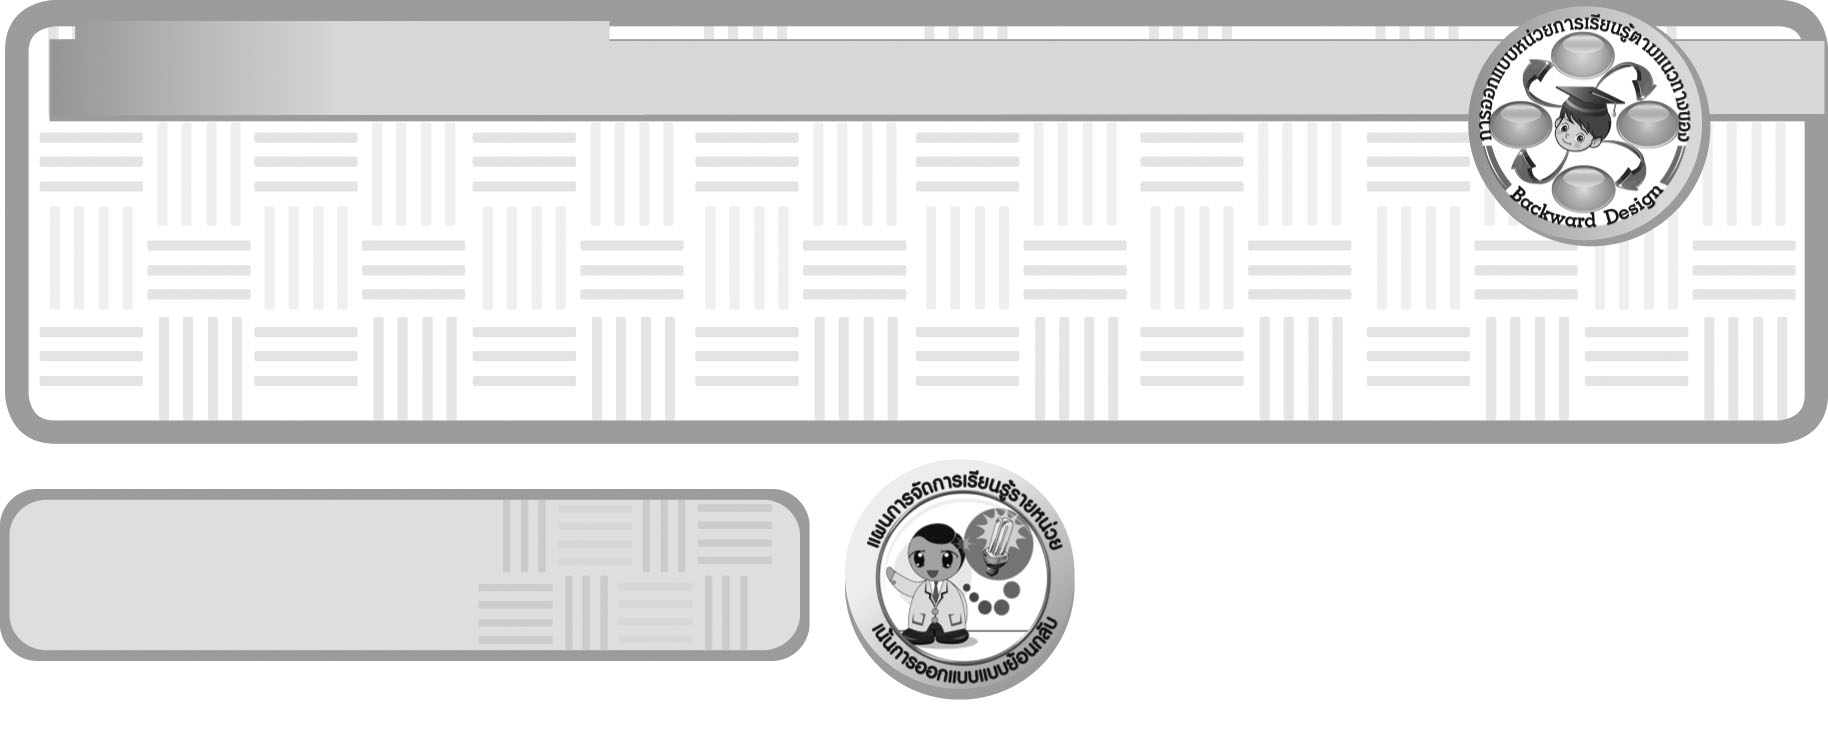 การออกแบบหน่วยการเรียนรู้ตามแนวทางของ
Backward Design
แผนการจัดการเรียนรู้รายหน่วย
เน้นการออกแบบแบบย้อนกลับ